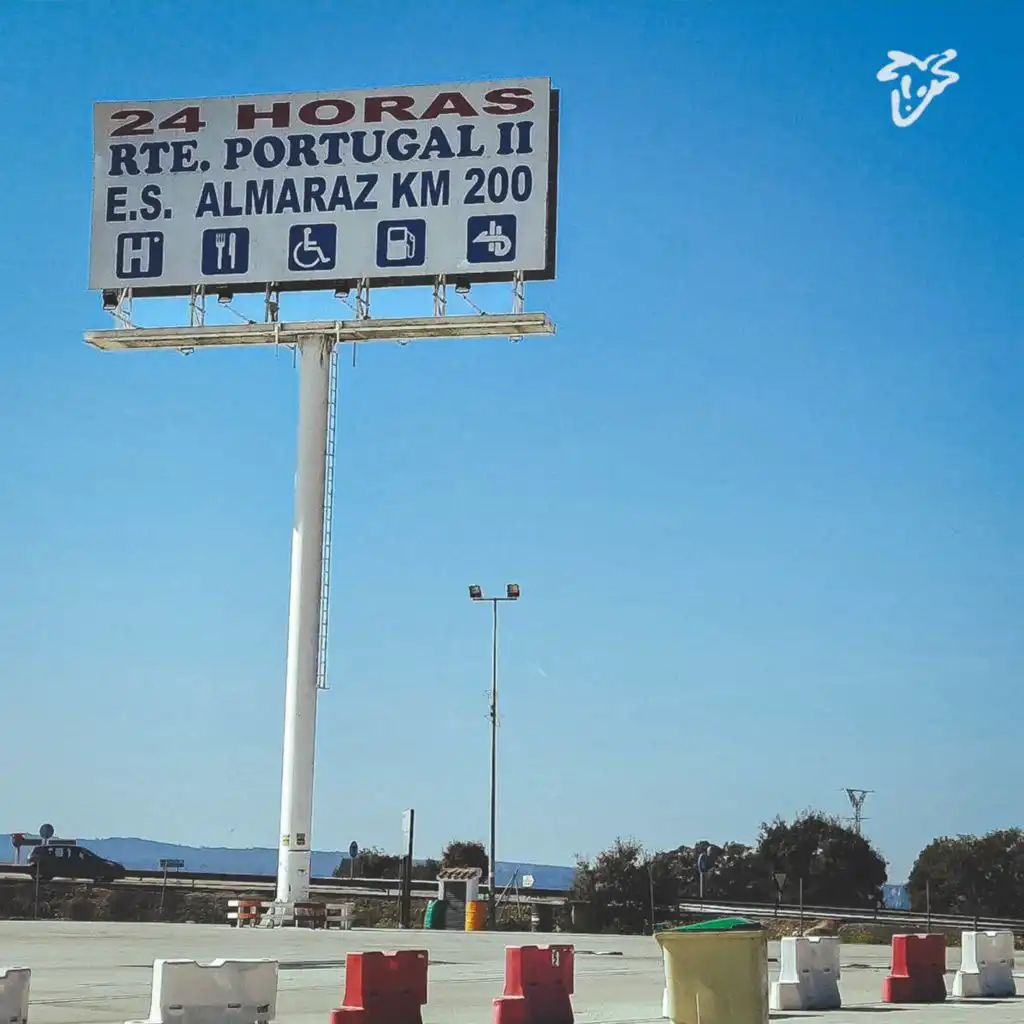 24 HORAS
RTE. PORTUGAL II
E.S. ALMARAZ KM 200
H